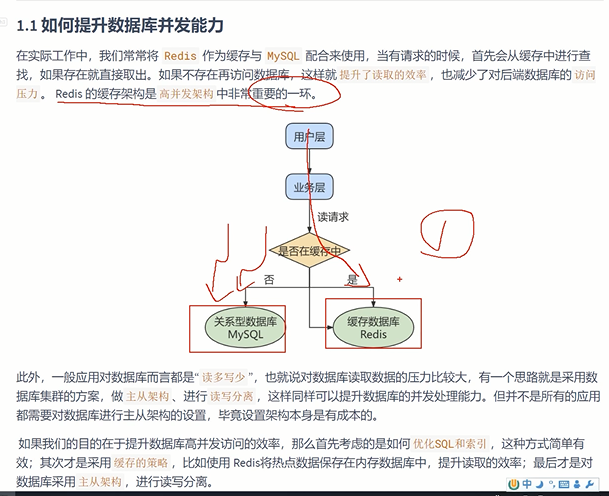 1.1 如何提升数据库并发能力
在实际工作中，我们常常将 Redis 作为缓存与 MySQL 配合来使用，当有请求的时候，首先会从缓存中进行查
找，如果存在就直接取出。如果不存在再访问数据库，这样就 提升了读取的效率，也减少了对后端数据库的 访问
压力。Redis 的缓存架构是 高并发架构 中非常重要的一环。
用户层
业务层
读请求
是否在缓存中
否
是
关系型数据库
MySQL
缓存数据库
Redis
此外，一般应用对数据库而言都是“ 读多写少 ”，也就说对数据库读取数据的压力比较大，有一个思路就是采用数
据库集群的方案，做 主从架构 、进行 读写分离 ，这样同样可以提升数据库的并发处理能力。但并不是所有的应用
都需要对数据库进行主从架构的设置，毕竟设置架构本身是有成本的。
如果我们的目的在于提升数据库高并发访问的效率，那么首先考虑的是如何 优化SQL和索引 ，这种方式简单有
效；其次才是采用 缓存的策略 ，比如使用 Redis将热点数据保存在内存数据库中，提升读取的效率；最后才是对
数据库采用 主从架构 ，进行读写分离。
中